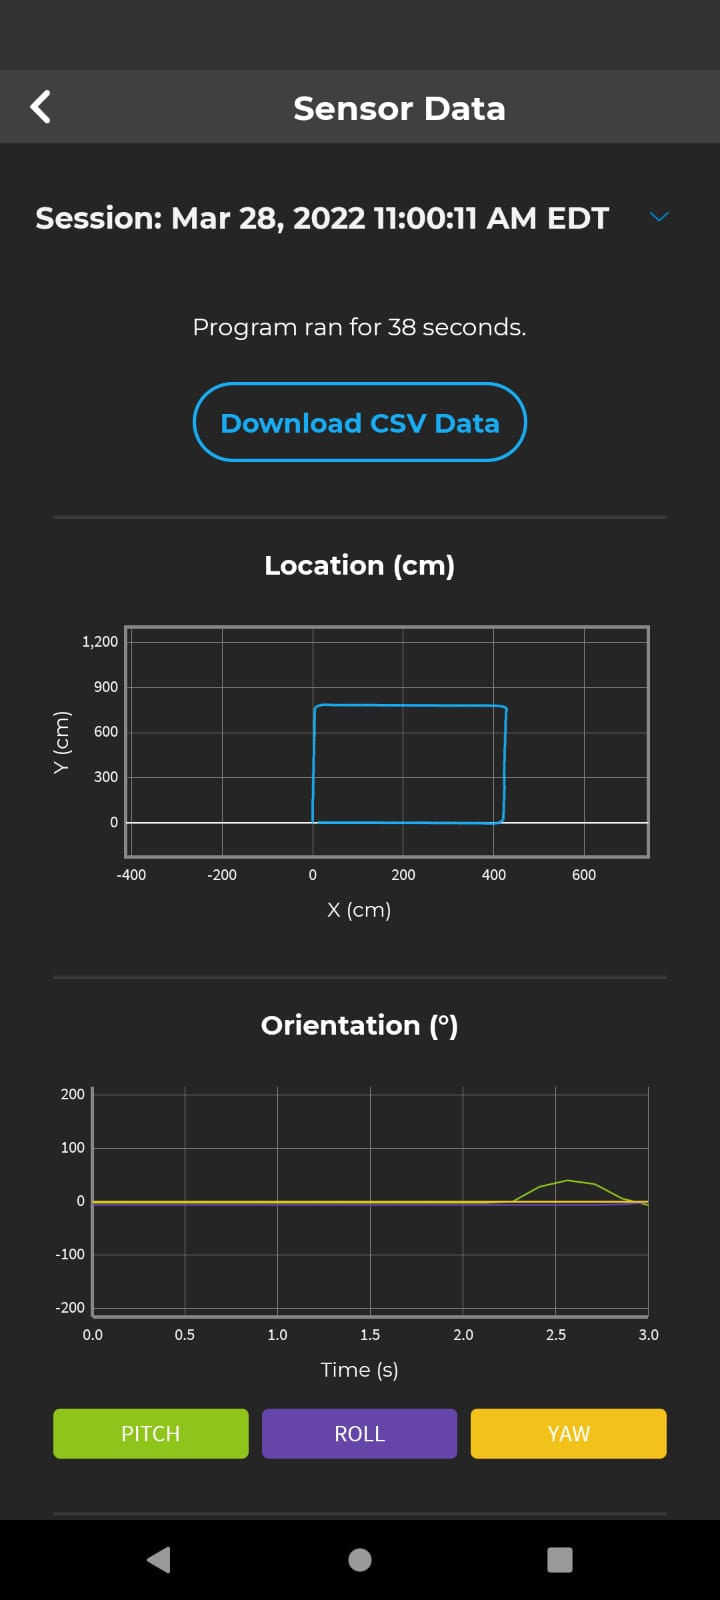 Sensor Data
Session: Mar 28, 2022 11:00:11 AM EDT
Program ran for 38 seconds.
Download CSV Data
Location (cm)
1,200
900
600
300
0
Y (cm)
-400 -200 0 200 400 600
X (cm)
Orientation (°)
200
100
0
-100
-200
0.0 0.5 1.0 1.5 2.0 2.5 3.0
Time (s)
PITCH ROLL YAW